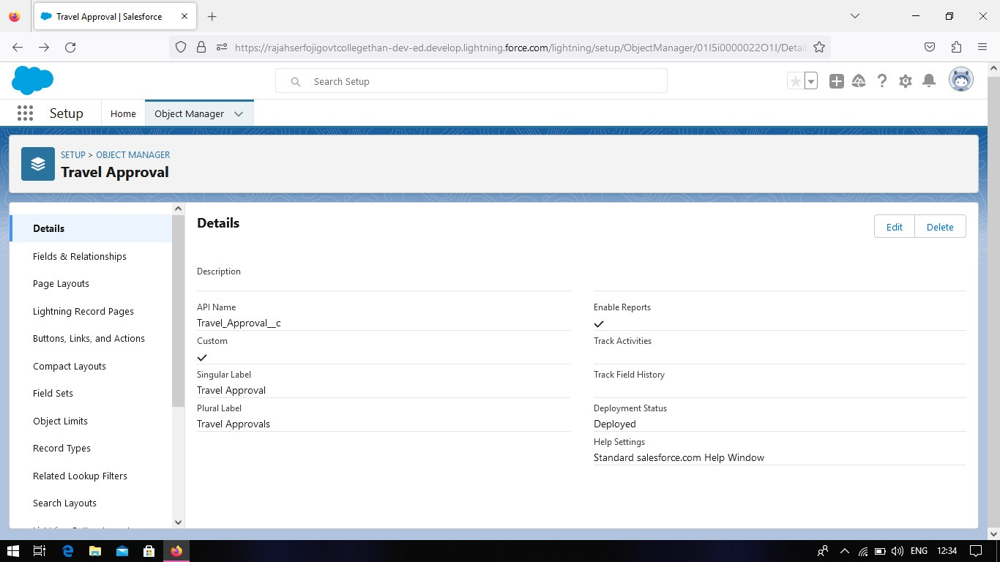 Travel Approval | Salesforce
https://rajahserfojigovtcollegethan-dev-ed.develop.lightning.force.com/lightning/setup/ObjectManager/01I5i0000022O1I/Detail
Search Setup
Setup
Home
Object Manager
SETUP > OBJECT MANAGER
Travel Approval
Details
Fields & Relationships
Page Layouts
Lightning Record Pages
Buttons, Links, and Actions
Compact Layouts
Field Sets
Object Limits
Record Types
Related Lookup Filters
Search Layouts
Details
Edit
Delete
Description
API Name
Travel_Approval__c
Custom
Singular Label
Travel Approval
Plural Label
Travel Approvals
Enable Reports
Track Activities
Track Field History
Deployment Status
Deployed
Help Settings
Standard salesforce.com Help Window
ENG
12:34